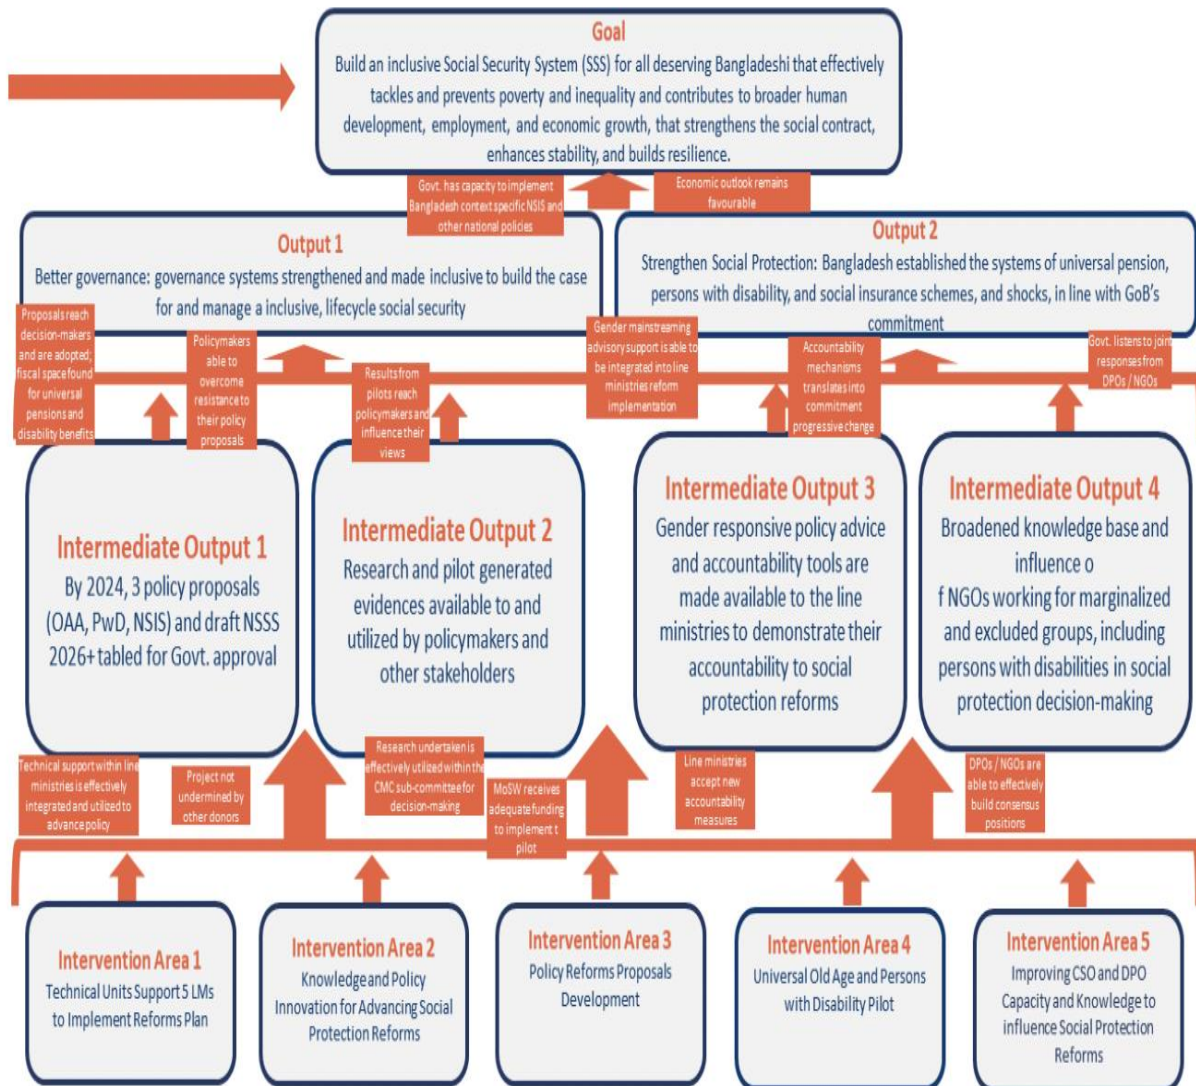 Goal
Build an inclusive Social Security System (SSS) for all deserving Bangladeshi that effectively
tackles and prevents poverty and inequality and contributes to broader human
development, employment, and economic growth, that strengthens the social contract,
enhances stability, and builds resilience.
Govt. has capacity to implement
Bangladesh context specific NSIS and
other national policies
Economic outlook remains
favourable
Output 1
Better governance: governance systems strengthened and made inclusive to build the case
for and manage a inclusive, lifecycle social security
Output 2
Strengthen Social Protection: Bangladesh established the systems of universal pension,
persons with disability, and social insurance schemes, and shocks, in line with GoB's
commitment
Proposals reach
decision-makers
and are adopted;
fiscal space found
for universal
pensions and
disability benefits
Policymakers
able to
overcome
resistance to
their policy
proposals
Results from
pilots reach
policymakers and
influence their
views
Gender mainstreaming
advisory support is able to
be integrated into line
ministries reform
implementation
Accountability
mechanisms
translates into
commitment
progressive change
Govt. listens to joint
responses from
DPOs / NGOs
Intermediate Output 1
By 2024, 3 policy proposals
(OAA, PwD, NSIS) and draft NSSS
2026+ tabled for Govt. approval
Intermediate Output 2
Research and pilot generated
evidences available to and
utilized by policymakers and
other stakeholders
Intermediate Output 3
Gender responsive policy advice
and accountability tools are
made available to the line
ministries to demonstrate their
accountability to social
protection reforms
Intermediate Output 4
Broadened knowledge base and
influence o
f NGOs working for marginalized
and excluded groups, including
persons with disabilities in social
protection decision-making
Technical support within line
ministries is effectively
integrated and utilized to
advance policy
Project not
undermined by
other donors
Research undertaken is
effectively utilized within the
CMC sub-committee for
decision-making
MoSW receives
adequate funding
to implement t
pilot
Line ministries
accept new
accountability
measures
DPOs / NGOs are
able to effectively
build consensus
positions
Intervention Area 1
Technical Units Support 5 LMs
to Implement Reforms Plan
Intervention Area 2
Knowledge and Policy
Innovation for Advancing Social
Protection Reforms
Intervention Area 3
Policy Reforms Proposals
Development
Intervention Area 4
Universal Old Age and Persons
with Disability Pilot
Intervention Area 5
Improving CSO and DPO
Capacity and Knowledge to
influence Social Protection
Reforms